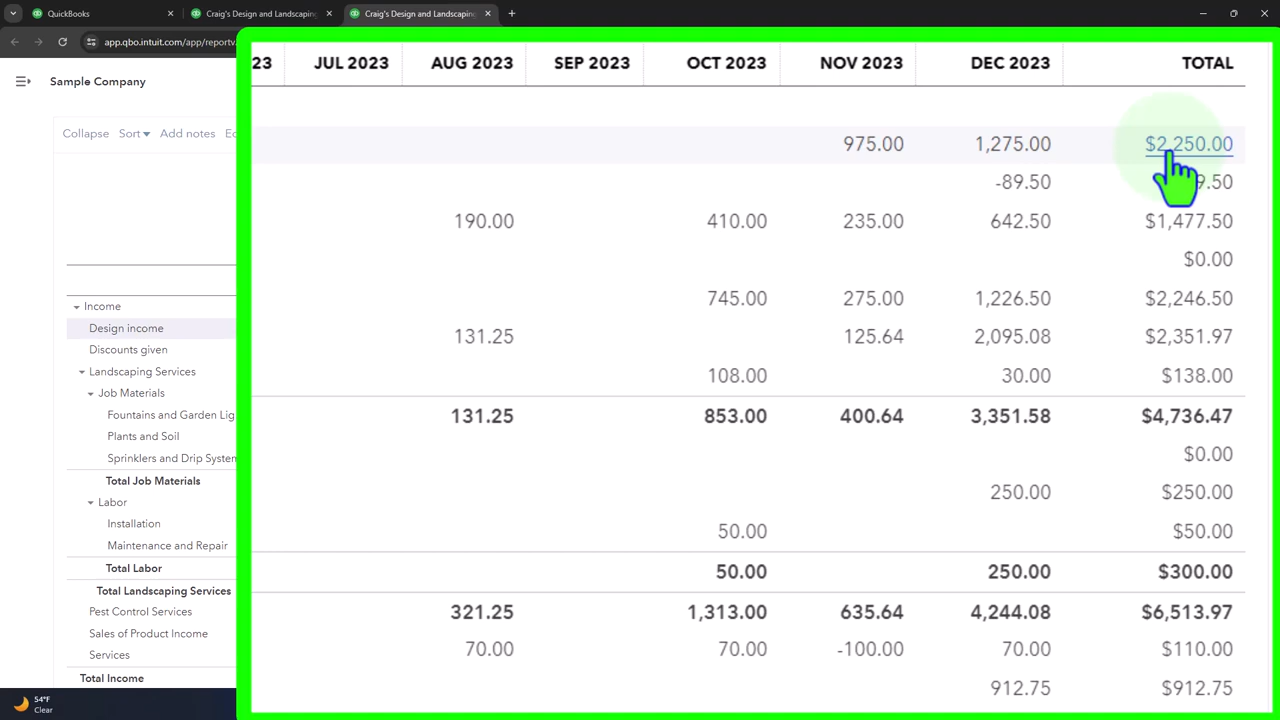 QuickBooks
Craig's Design and Landscaping
Craig's Design and Landscaping
app.qbo.intuit.com/app/reportv
Sample Company
Collapse Sort Add notes
23 JUL 2023 AUG 2023 SEP 2023 OCT 2023 NOV 2023 DEC 2023 TOTAL
975.00 1,275.00 $2,250.00
-89.50
190.00 410.00 235.00 642.50 $1,477.50
$0.00
745.00 275.00 1,226.50 $2,246.50
131.25 125.64 2,095.08 $2,351.97
108.00 30.00 $138.00
131.25 853.00 400.64 3,351.58 $4,736.47
$0.00
250.00 $250.00
50.00 $50.00
50.00 250.00 $300.00
321.25 1,313.00 635.64 4,244.08 $6,513.97
70.00 70.00 -100.00 70.00 $110.00
912.75 $912.75
Income
Design income
Discounts given
Landscaping Services
Job Materials
Fountains and Garden Lig
Plants and Soil
Sprinklers and Drip System
Total Job Materials
Labor
Installation
Maintenance and Repair
Total Labor
Total Landscaping Services
Pest Control Services
Sales of Product Income
Services
Total Income
54°F
Clear